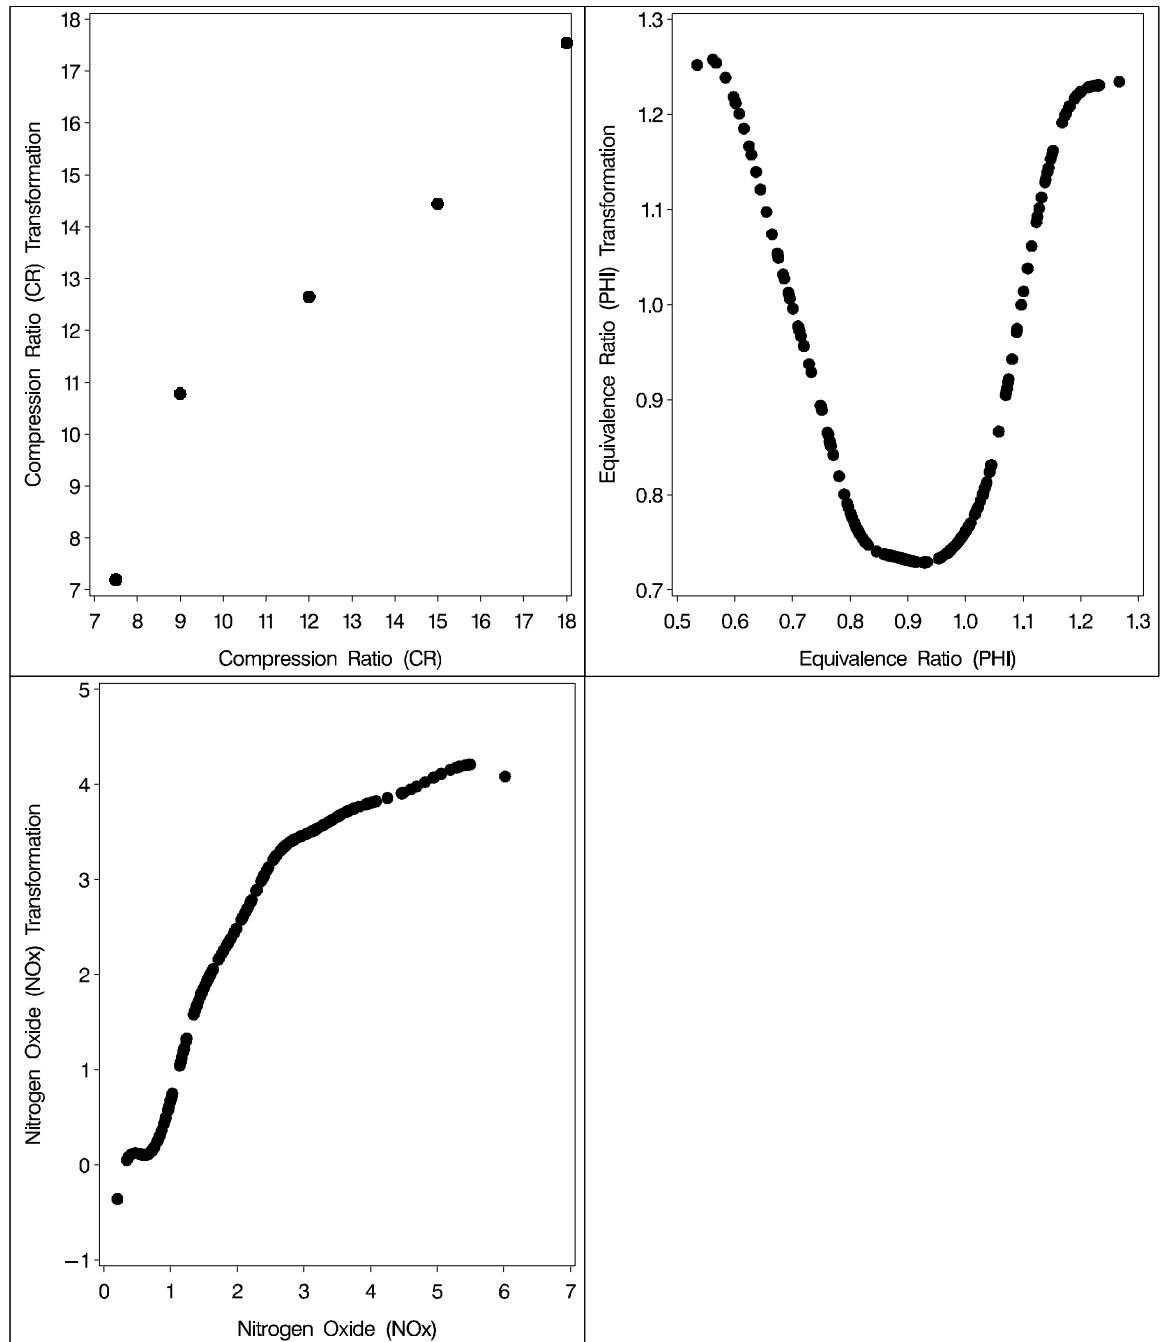 18
17
16
15
14
13
12
11
10
9
8
7
Compression Ratio (CR) Transformation
7 8 9 10 11 12 13 14 15 16 17 18
Compression Ratio (CR)
1.3
1.2
1.1
1.0
0.9
0.8
0.7
Equivalence Ratio (PHI) Transformation
0.5 0.6 0.7 0.8 0.9 1.0 1.1 1.2 1.3
Equivalence Ratio (PHI)
5
4
3
2
1
0
−1
Nitrogen Oxide (NOx) Transformation
0 1 2 3 4 5 6 7
Nitrogen Oxide (NOx)